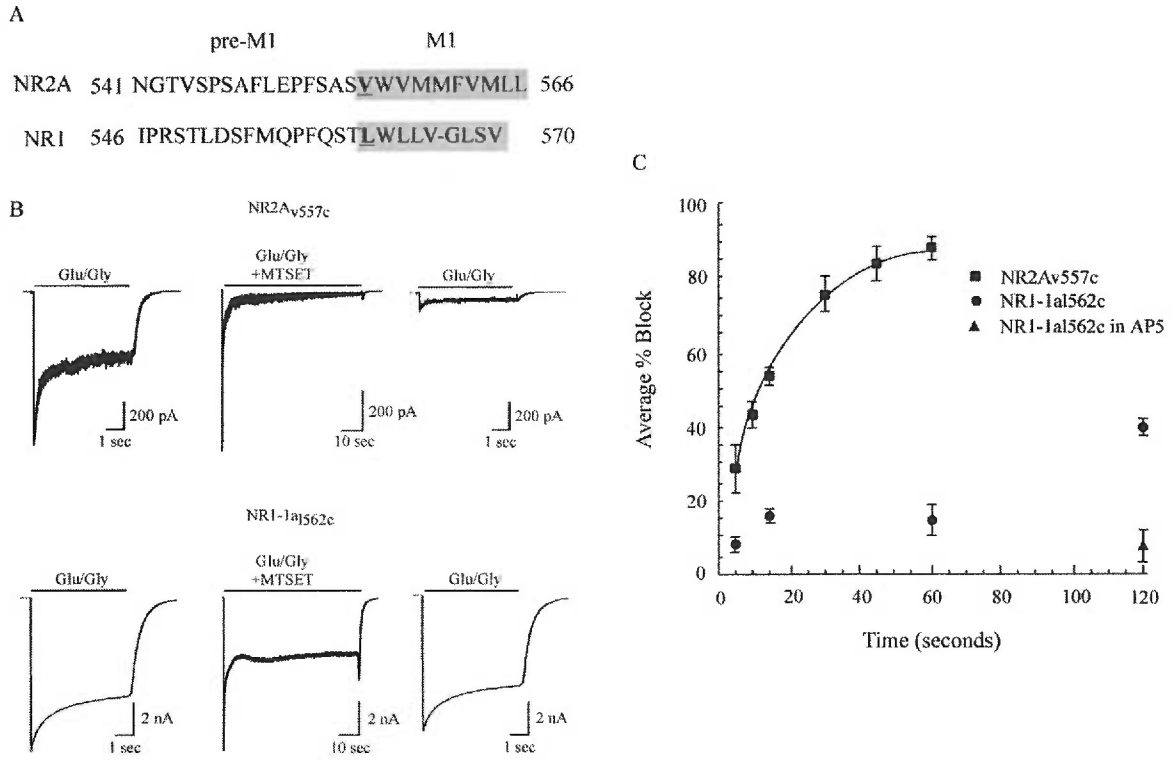 A
pre-M1 M1
NR2A 541 NGTVSPSAFLEPFSASVWVMMFVMLL 566
NR1 546 IPRSTLDSFMQPFQSTLWLLV-GLSV 570
B
NR2Av557c
Glu/Gly
Glu/Gly
+MTSET
Glu/Gly
200 pA
1 sec
200 pA
10 sec
200 pA
1 sec
NR1-1al562c
Glu/Gly
Glu/Gly
+MTSET
Glu/Gly
2 nA
1 sec
2 nA
10 sec
2 nA
1 sec
C
100
80
60
40
20
0
Average % Block
0 20 40 60 80 100 120
Time (seconds)
NR2Av557c
NR1-1al562c
NR1-1al562c in AP5